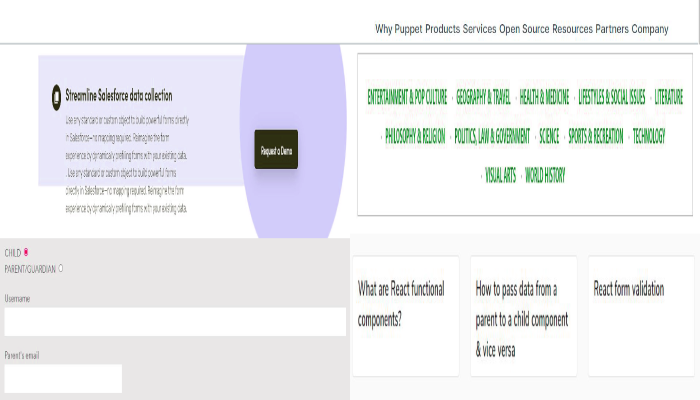 Why Puppet Products Services Open Source Resources Partners Company
Streamline Salesforce data collection
Use any standard or custom object to build powerful forms directly
in Salesforce—no mapping required. Reimagine the form
experience by dynamically prefilling forms with your existing data.
. Use any standard or custom object to build powerful forms
directly in Salesforce—no mapping required. Reimagine the form
experience by dynamically prefilling forms with your existing data.
Request a Demo
ENTERTAINMENT & POP CULTURE · GEOGRAPHY & TRAVEL · HEALTH & MEDICINE · LIFESTYLES & SOCIAL ISSUES · LITERATURE
· PHILOSOPHY & RELIGION · POLITICS, LAW & GOVERNMENT · SCIENCE · SPORTS & RECREATION · TECHNOLOGY
· VISUAL ARTS · WORLD HISTORY
CHILD
PARENT/GUARDIAN
Username
Parent's email
What are React functional
components?
How to pass data from a
parent to a child component
& vice versa
React form validation